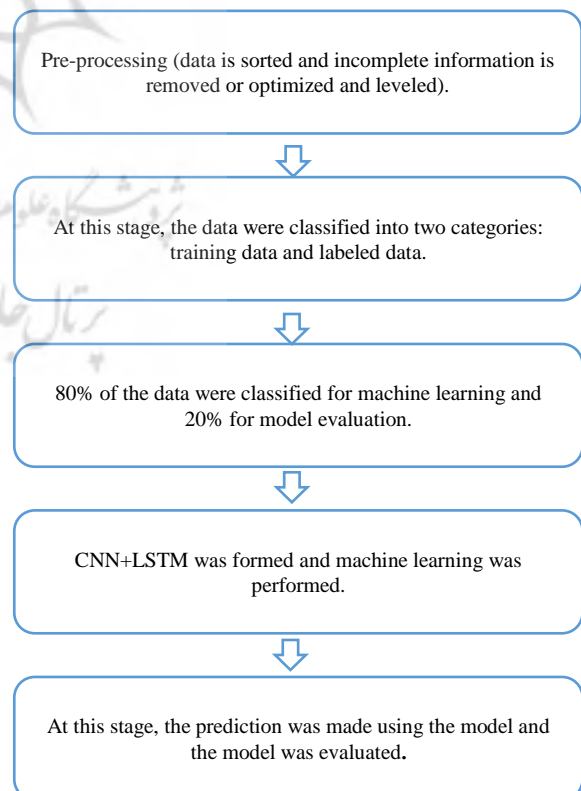 Pre-processing (data is sorted and incomplete information is
removed or optimized and leveled).
At this stage, the data were classified into two categories:
training data and labeled data.
80% of the data were classified for machine learning and
20% for model evaluation.
CNN+LSTM was formed and machine learning was
performed.
At this stage, the prediction was made using the model and
the model was evaluated.